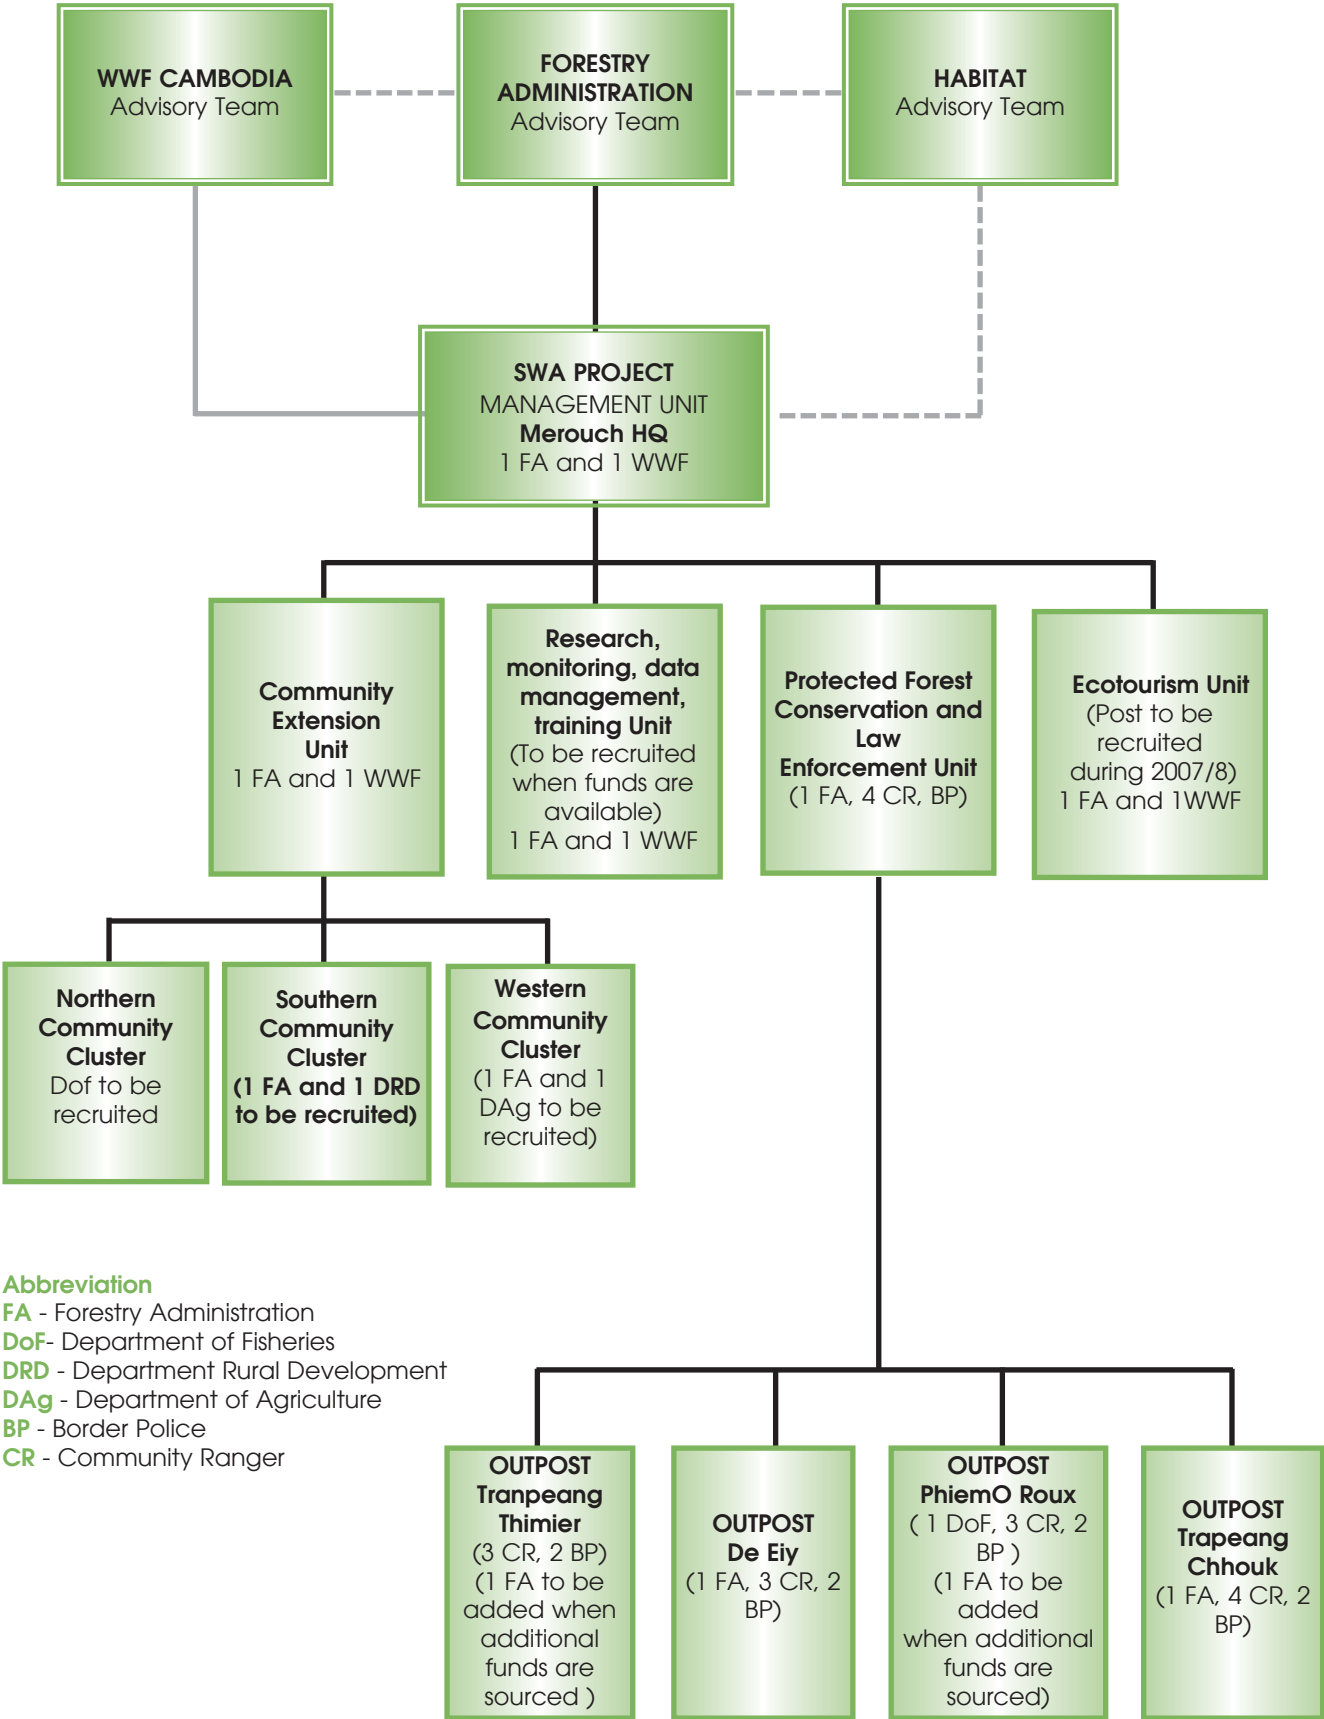 WWF CAMBODIA
Advisory Team
FORESTRY
ADMINISTRATION
Advisory Team
HABITAT
Advisory Team
SWA PROJECT
MANAGEMENT UNIT
Merouch HQ
1 FA and 1 WWF
Community
Extension
Unit
1 FA and 1 WWF
Research,
monitoring, data
management,
training Unit
(To be recruited
when funds are
available)
1 FA and 1 WWF
Protected Forest
Conservation and
Law
Enforcement Unit
(1 FA, 4 CR, BP)
Ecotourism Unit
(Post to be
recruited
during 2007/8)
1 FA and 1WWF
Northern
Community
Cluster
Dof to be
recruited
Southern
Community
Cluster
(1 FA and 1 DRD
to be recruited)
Western
Community
Cluster
(1 FA and 1
DAg to be
recruited)
Abbreviation
FA - Forestry Administration
DoF- Department of Fisheries
DRD - Department Rural Development
DAg - Department of Agriculture
BP - Border Police
CR - Community Ranger
OUTPOST
Tranpeang
Thimier
(3 CR, 2 BP)
(1 FA to be
added when
additional
funds are
sourced )
OUTPOST
De Eiy
(1 FA, 3 CR, 2
BP)
OUTPOST
PhiemO Roux
( 1 DoF, 3 CR, 2
BP )
(1 FA to be
added
when additional
funds are
sourced)
OUTPOST
Trapeang
Chhouk
(1 FA, 4 CR, 2
BP)